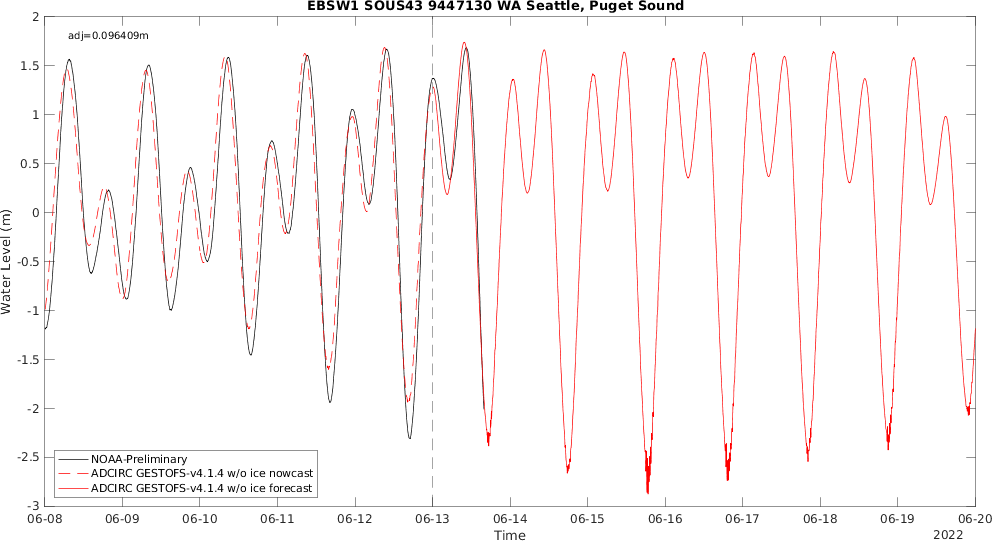 EBSW1 SOUS43 9447130 WA Seattle, Puget Sound
adj=0.096409m
2
1.5
1
0.5
0
-0.5
-1
-1.5
-2
-2.5
-3
Water Level (m)
NOAA-Preliminary
ADCIRC GESTOFS-v4.1.4 w/o ice nowcast
ADCIRC GESTOFS-v4.1.4 w/o ice forecast
06-08 06-09 06-10 06-11 06-12 06-13 06-14 06-15 06-16 06-17 06-18 06-19 06-20
Time
2022